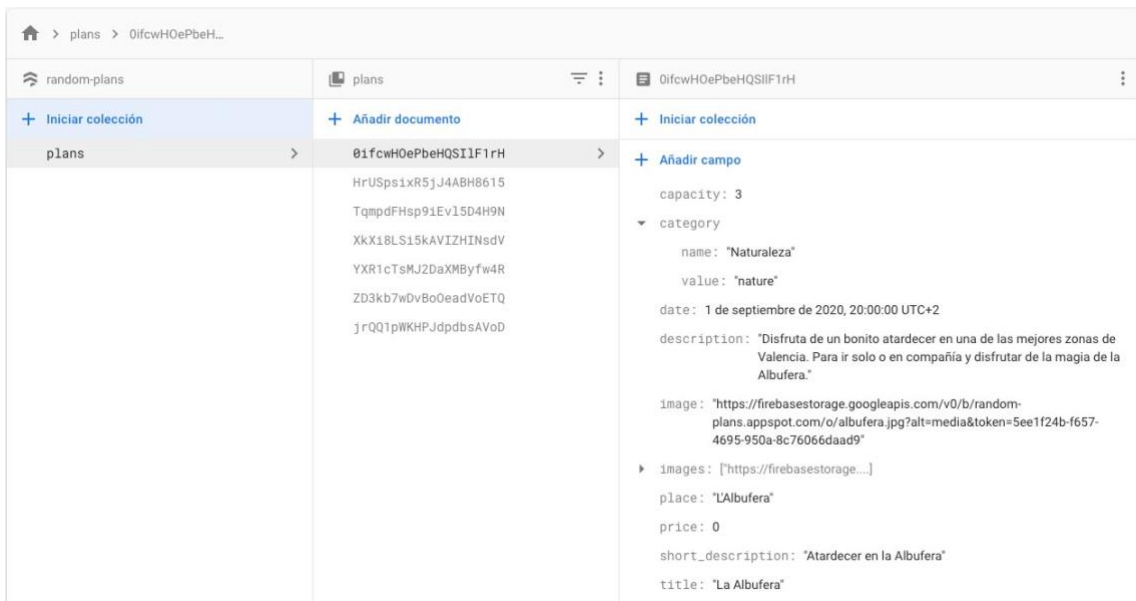 plans > 0ifcwHOePbeH...
random-plans
plans
0ifcwHOePbeHQSIlF1rH
+ Iniciar colección
+ Añadir documento
+ Iniciar colección
plans
0ifcwHOePbeHQSIlF1rH
HrUSpsixR5jJ4ABH8615
TqmpdFHsp9iEvl5D4H9N
XkXi8LSi5kAVIZHINsdV
YXR1cTsMJ2DaXMByfw4R
ZD3kb7wDvBoOeadVoETQ
jrQQ1pWKHPJdpdbsAVoD
+ Añadir campo
capacity: 3
category
name: "Naturaleza"
value: "nature"
date: 1 de septiembre de 2020, 20:00:00 UTC+2
description: "Disfruta de un bonito atardecer en una de las mejores zonas de
Valencia. Para ir solo o en compañía y disfrutar de la magia de la
Albufera."
image: "https://firebasestorage.googleapis.com/v0/b/random-
plans.appspot.com/o/albufera.jpg?alt=media&token=5ee1f24b-f657-
4695-950a-8c76066daad9"
images: ["https://firebasestorage....]
place: "L'Albufera"
price: 0
short_description: "Atardecer en la Albufera"
title: "La Albufera"